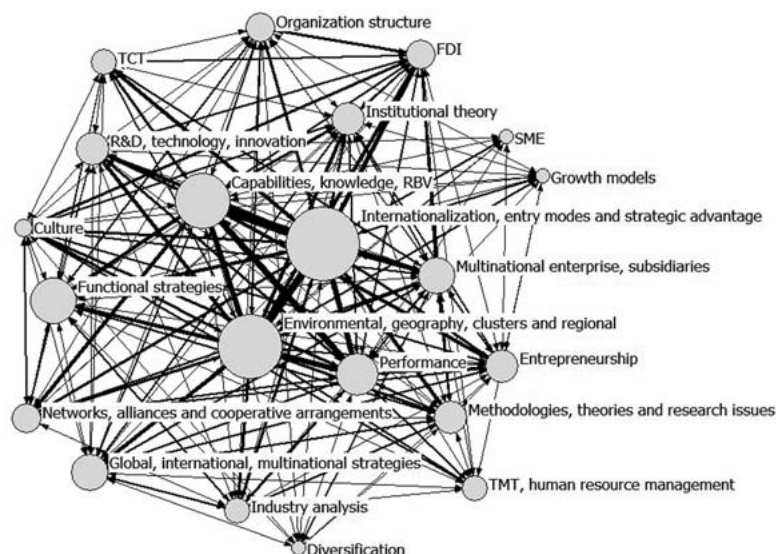 Organization structure
FDI
TCT
Institutional theory
R&D, technology, innovation
SME
Growth models
Capabilities, knowledge, RBV
Internationalization, entry modes and strategic advantage
Culture
Multinational enterprise, subsidiaries
Functional strategies
Environmental, geography, clusters and regional
Performance
Entrepreneurship
Networks, alliances and cooperative arrangements
Methodologies, theories and research issues
Global, international, multinational strategies
TMT, human resource management
Industry analysis
Diversification